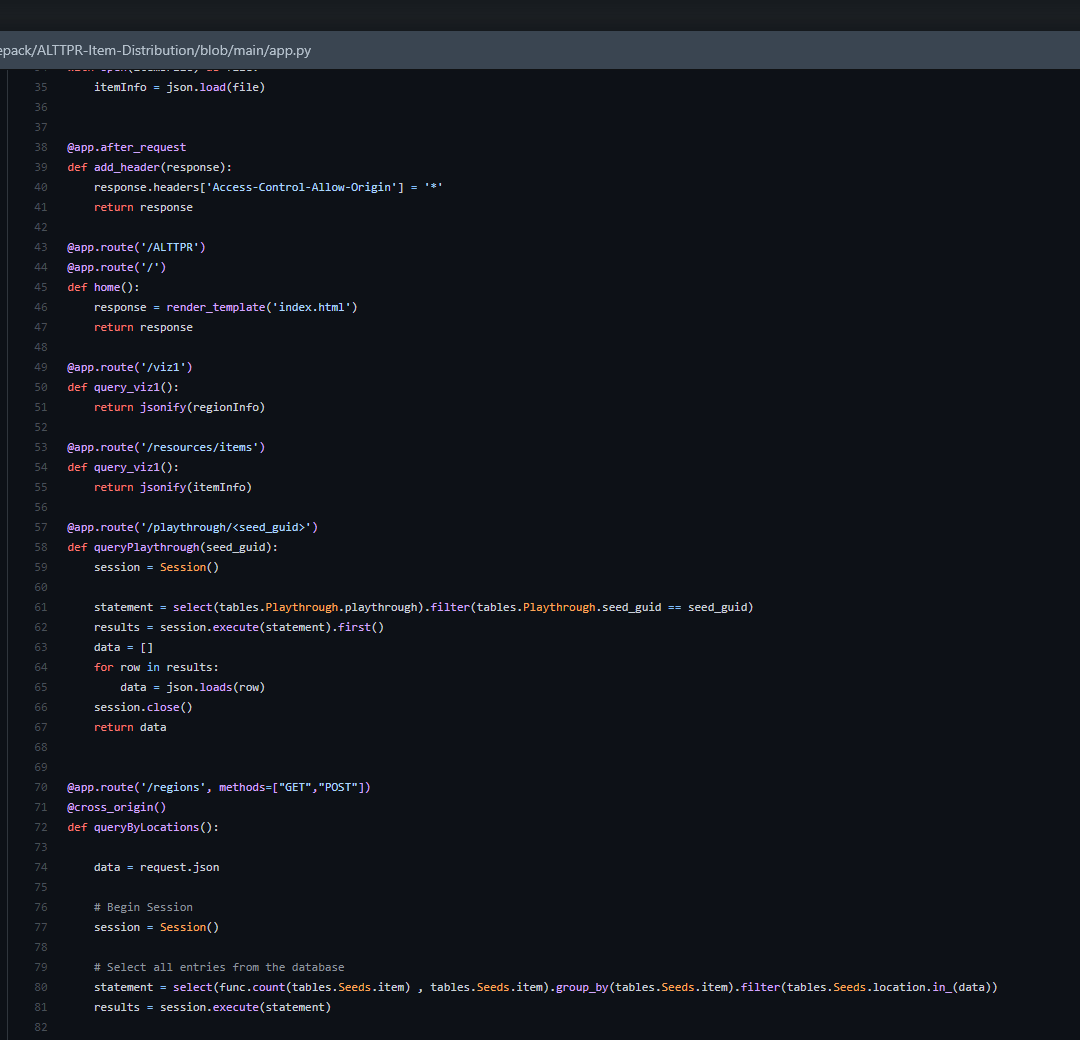 epack/ALTTPR-Item-Distribution/blob/main/app.py
35 itemInfo = json.load(file)
36
37
38 @app.after_request
39 def add_header(response):
40 response.headers['Access-Control-Allow-Origin'] = '*'
41 return response
42
43 @app.route('/ALTTPR')
44 @app.route('/')
45 def home():
46 response = render_template('index.html')
47 return response
48
49 @app.route('/viz1')
50 def query_viz1():
51 return jsonify(regionInfo)
52
53 @app.route('/resources/items')
54 def query_viz1():
55 return jsonify(itemInfo)
56
57 @app.route('/playthrough/<seed_guid>')
58 def queryPlaythrough(seed_guid):
59 session = Session()
60
61 statement = select(tables.Playthrough.playthrough).filter(tables.Playthrough.seed_guid == seed_guid)
62 results = session.execute(statement).first()
63 data = []
64 for row in results:
65 data = json.loads(row)
66 session.close()
67 return data
68
69
70 @app.route('/regions', methods=["GET","POST"])
71 @cross_origin()
72 def queryByLocations():
73
74 data = request.json
75
76 # Begin Session
77 session = Session()
78
79 # Select all entries from the database
80 statement = select(func.count(tables.Seeds.item) , tables.Seeds.item).group_by(tables.Seeds.item).filter(tables.Seeds.location.in_(data))
81 results = session.execute(statement)
82